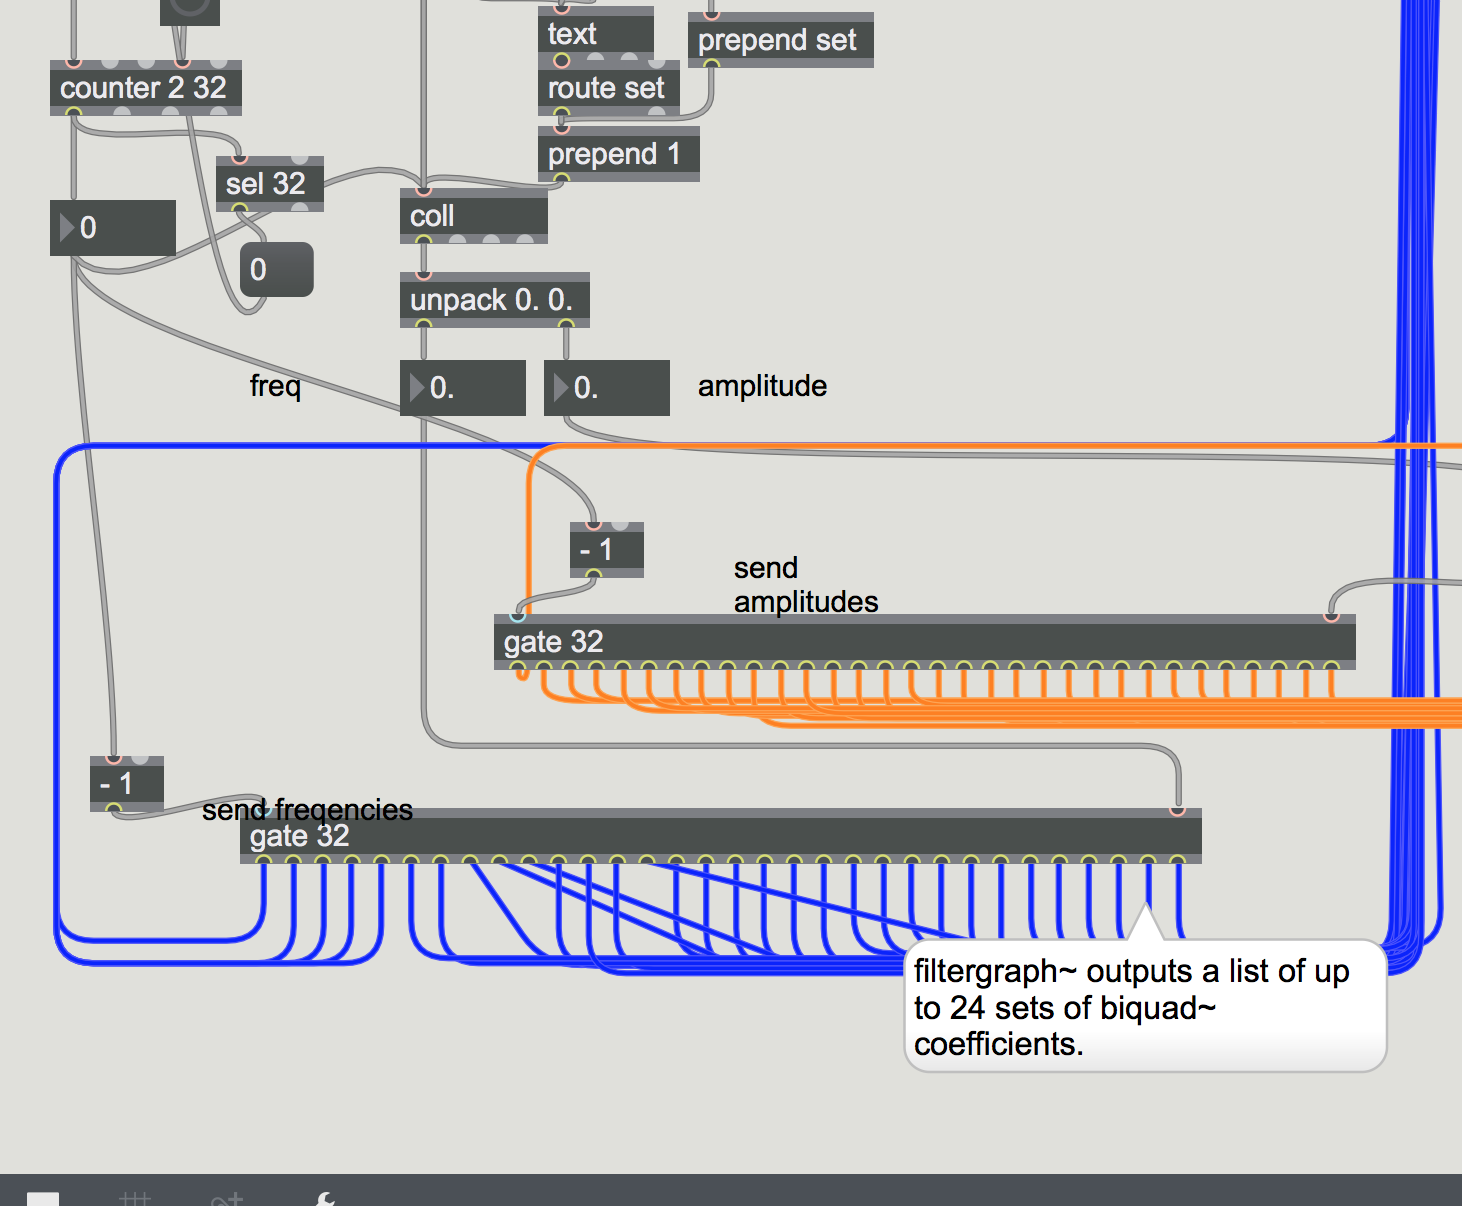 text
prepend set
counter 2 32
route set
prepend 1
sel 32
coll
0
0
unpack 0. 0.
freq
0.
0.
amplitude
- 1
send
amplitudes
gate 32
- 1
send freqencies
gate 32
filtergraph~ outputs a list of up
to 24 sets of biquad~
coefficients.